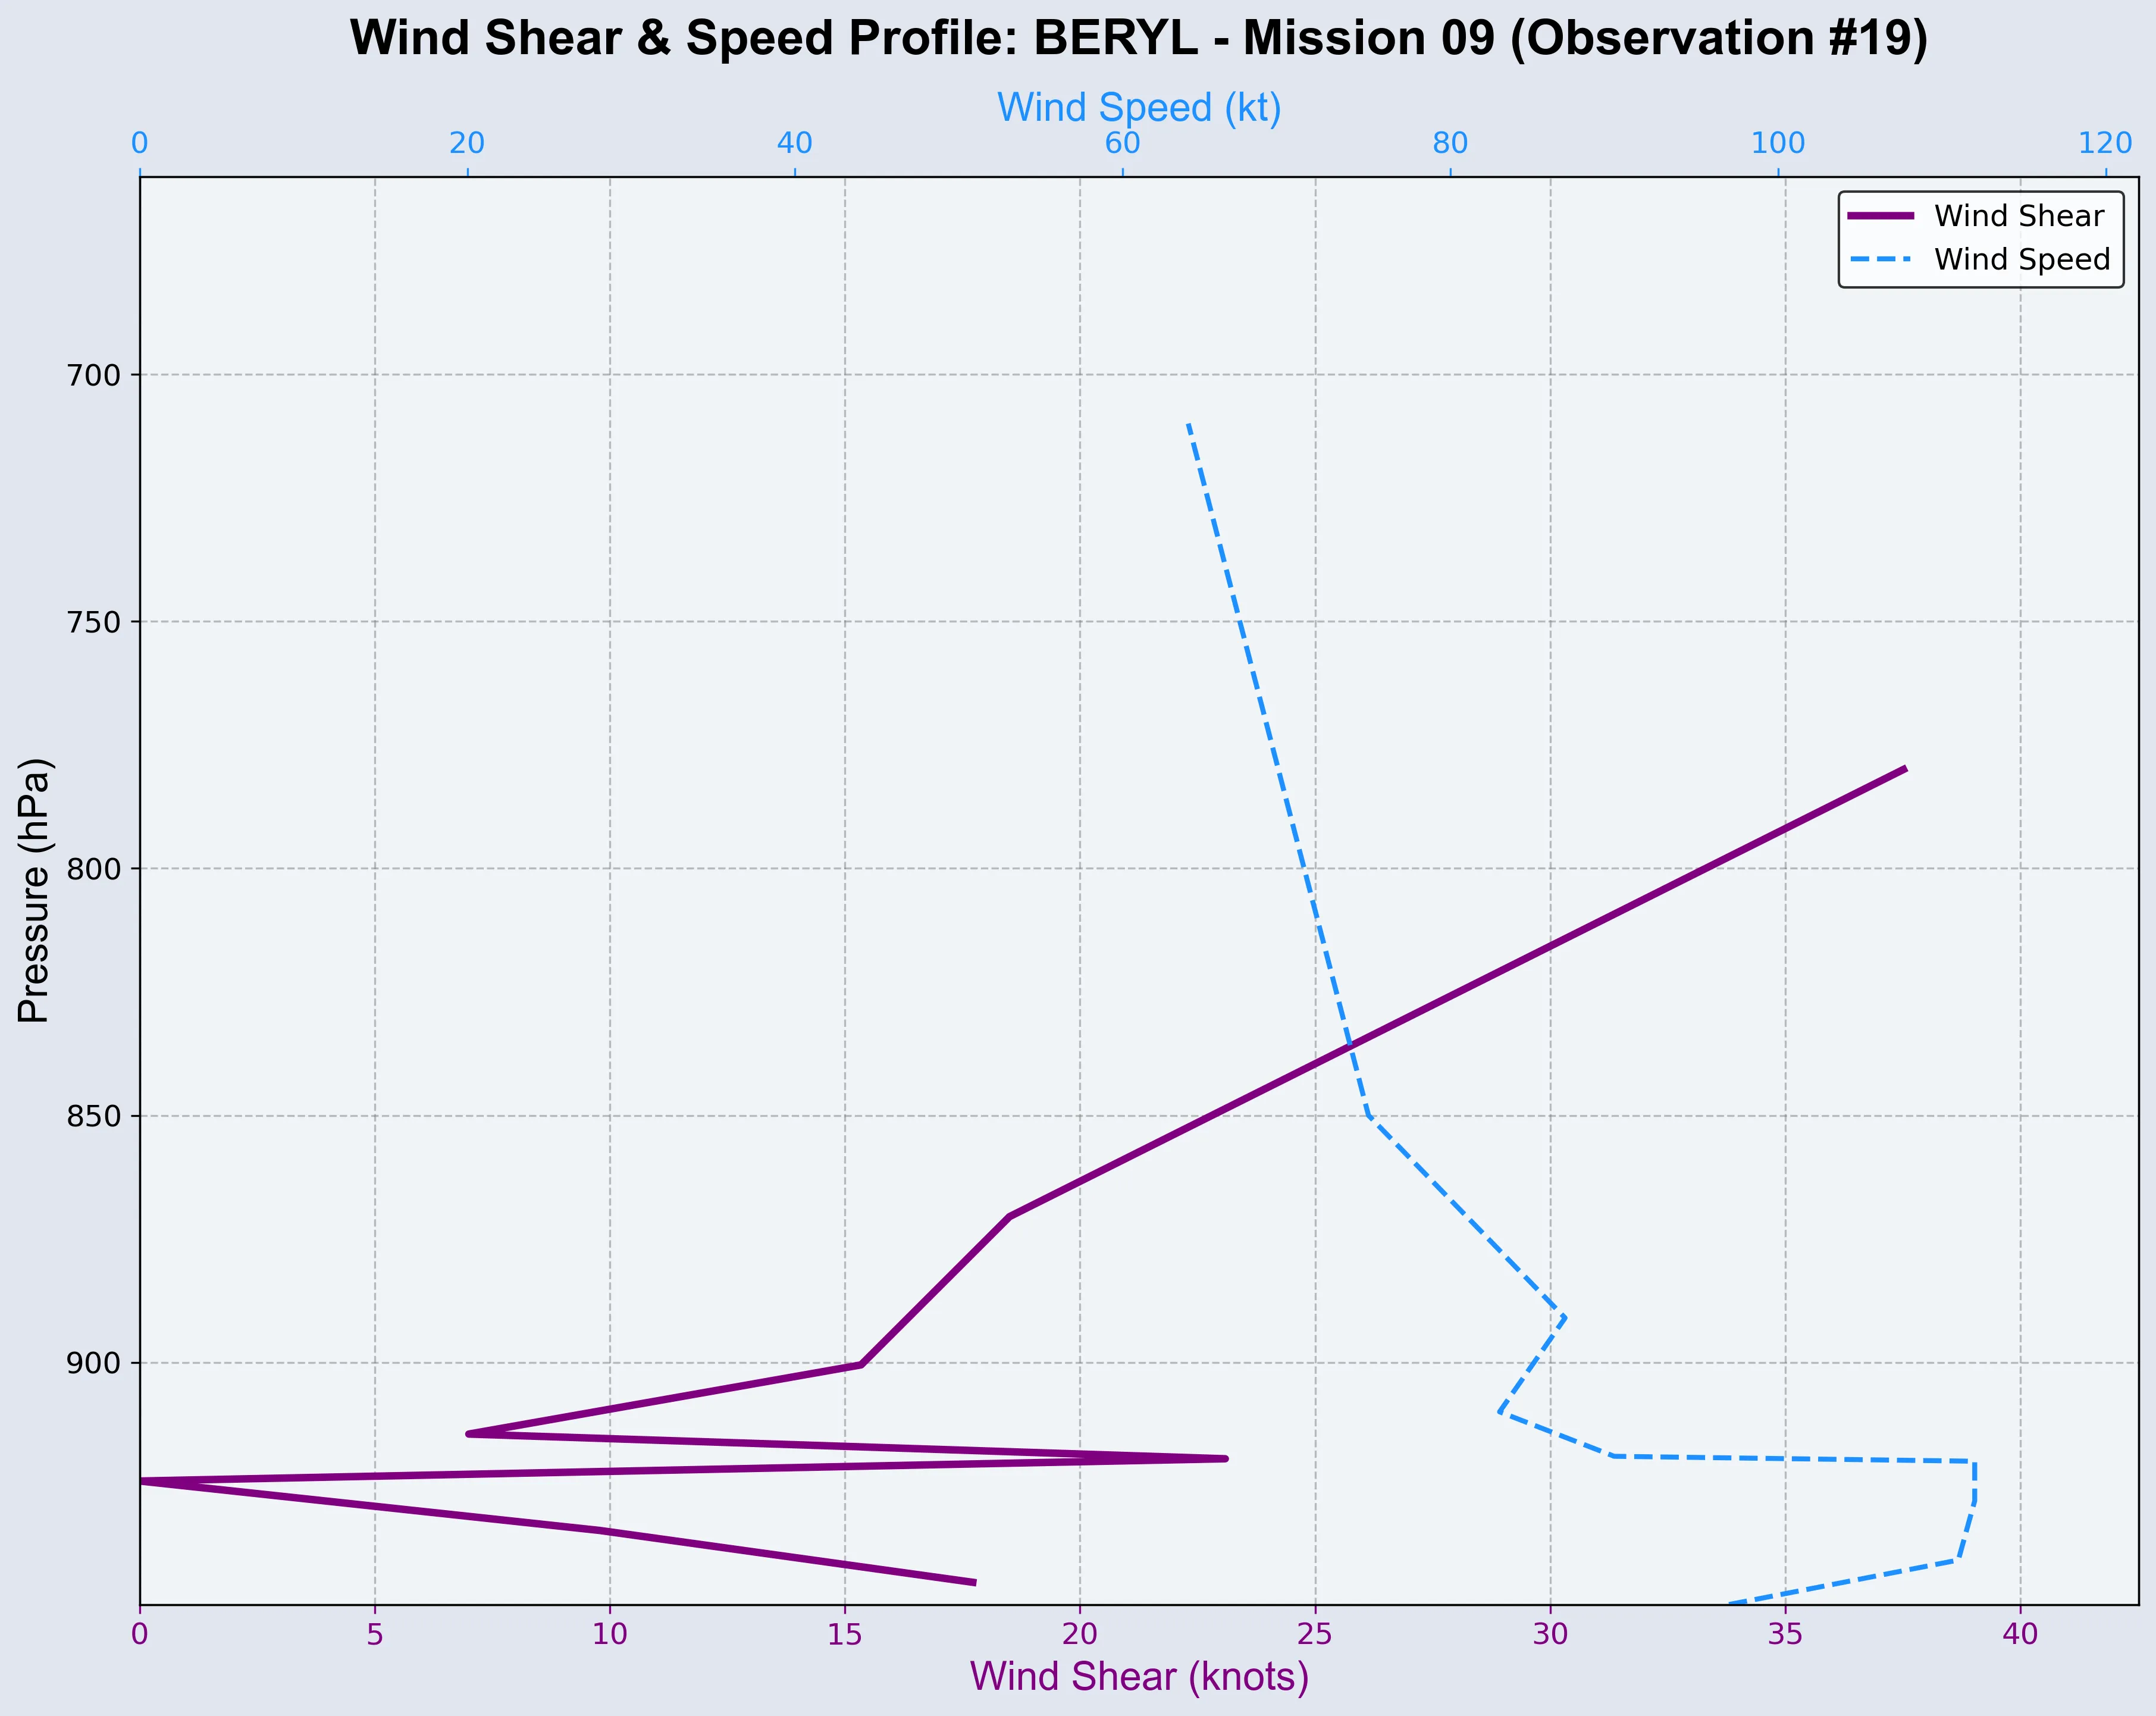 Wind Shear & Speed Profile: BERYL - Mission 09 (Observation #19)
Wind Speed (kt)
0 20 40 60 80 100 120
Wind Shear
Wind Speed
700
750
800
850
900
Pressure (hPa)
0 5 10 15 20 25 30 35 40
Wind Shear (knots)